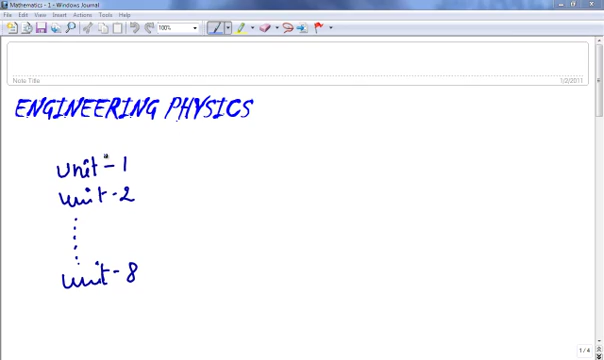 Mathematics - 1 - Windows Journal
File Edit View Insert Actions Tools Help
100%
Note Title
1/2/2011
ENGINEERING PHYSICS
Unit - 1
Unit - 2
Unit - 8
1 / 4